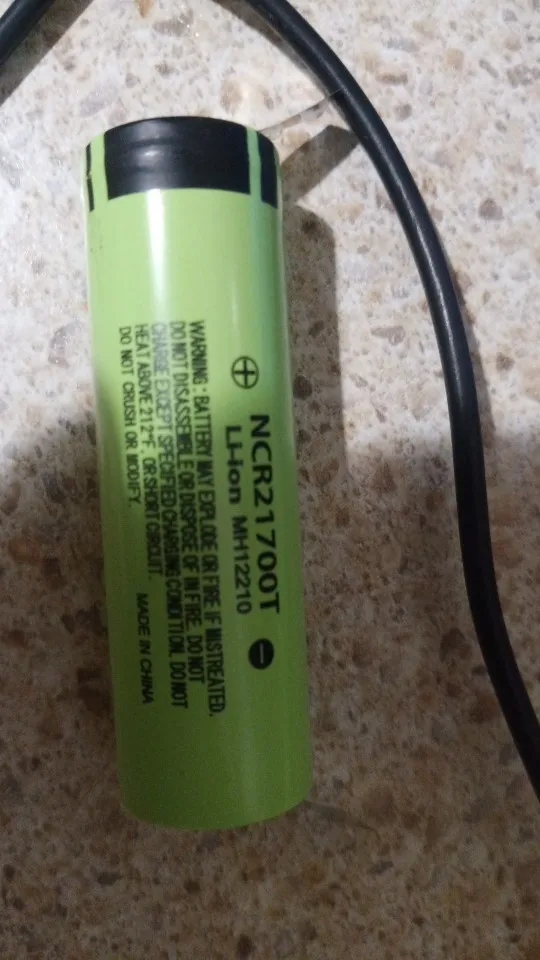 ⊕ NCR21700T ⊖
Li-ion MH12210
WARNING : BATTERY MAY EXPLODE OR FIRE IF MISTREATED.
DO NOT DISASSEMBLE OR DISPOSE OF IN FIRE. DO NOT
CHARGE EXCEPT SPECIFIED CHARGING CONDITION. DO NOT
HEAT ABOVE 212°F. OR SHORT CIRCUIT.
DO NOT CRUSH OR MODIFY.
MADE IN CHINA